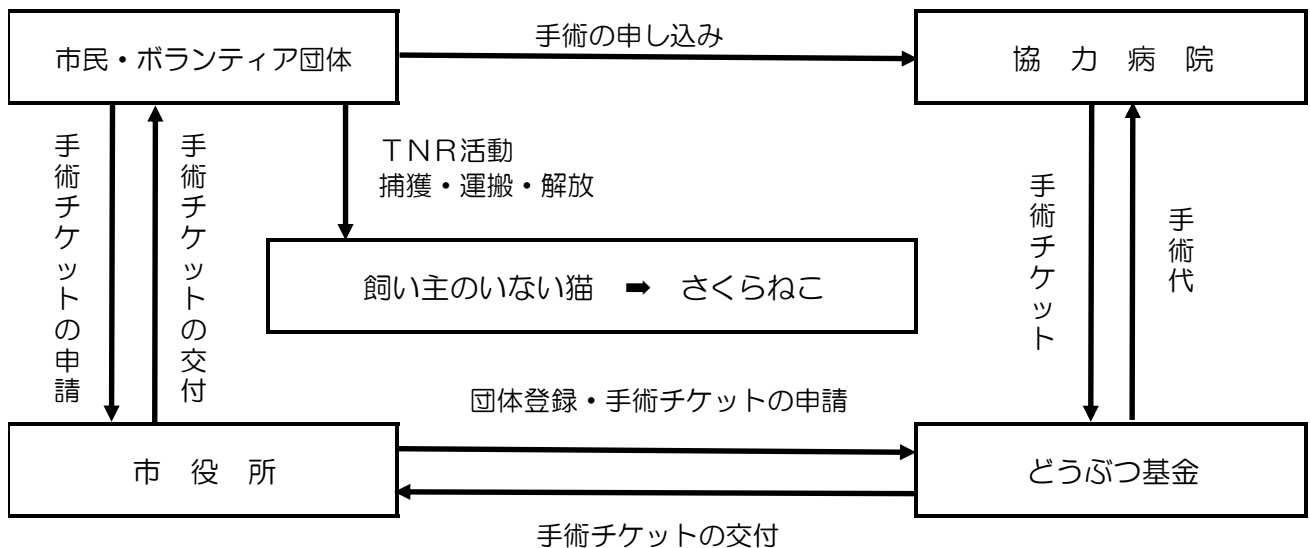 手術の申し込み
市民・ボランティア団体
協　力　病　院
手術チケットの申請
手術チケットの交付
ＴＮＲ活動
捕獲・運搬・解放
手術チケット
手術代
飼い主のいない猫　➡　さくらねこ
団体登録・手術チケットの申請
市　役　所
どうぶつ基金
手術チケットの交付